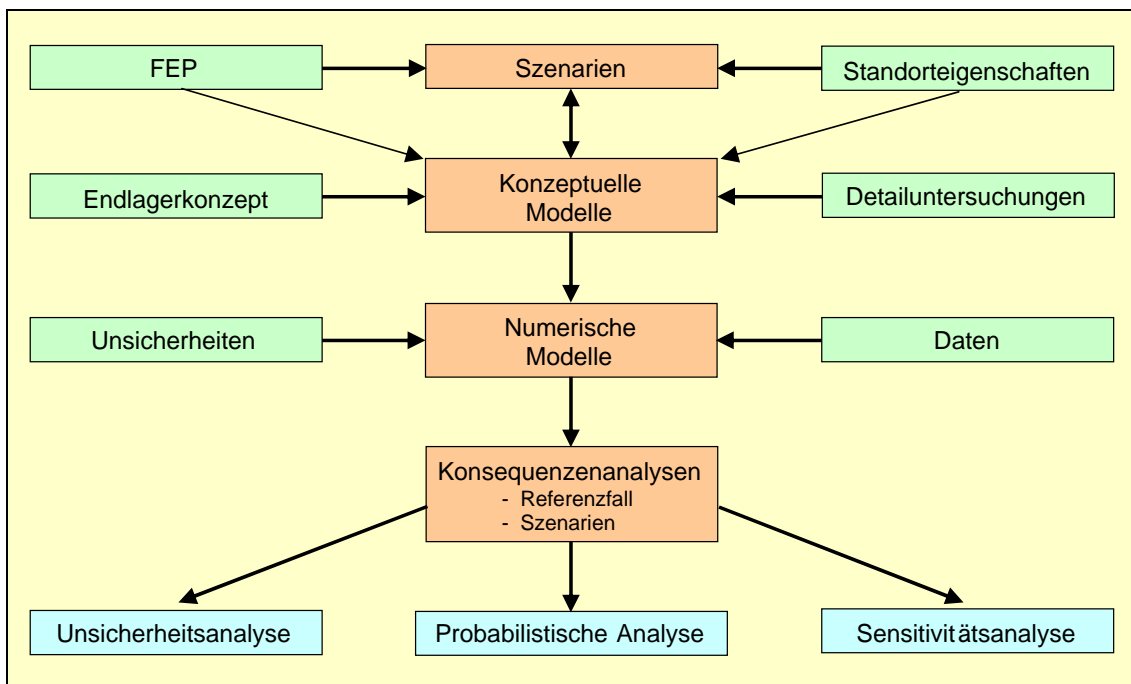 FEP
Szenarien
Standorteigenschaften
Endlagerkonzept
Konzeptuelle
Modelle
Detailuntersuchungen
Unsicherheiten
Numerische
Modelle
Daten
Konsequenzenanalysen
- Referenzfall
- Szenarien
Unsicherheitsanalyse
Probabilistische Analyse
Sensitivitätsanalyse